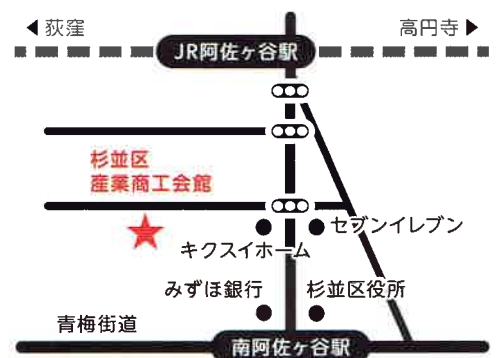 ◀荻窪
高円寺▶
JR阿佐ヶ谷駅
杉並区
産業商工会館
セブンイレブン
キクスイホーム
みずほ銀行
杉並区役所
青梅街道
南阿佐ヶ谷駅